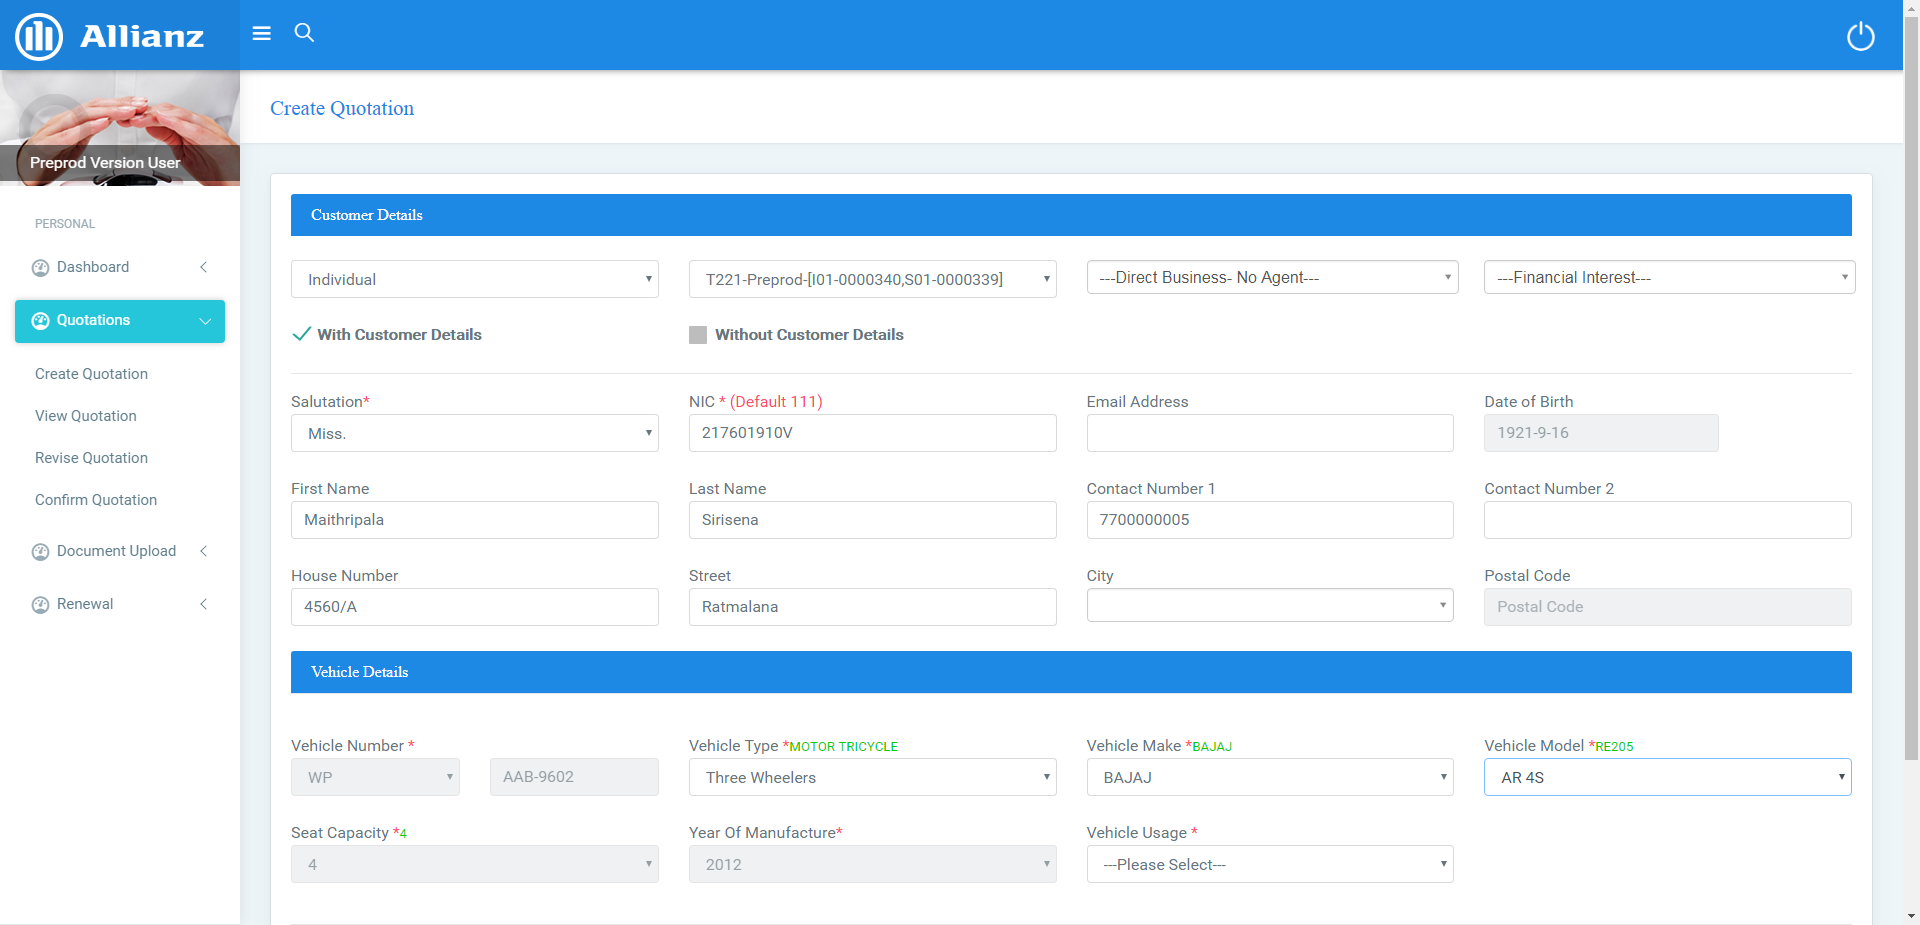 Allianz
Create Quotation
Preprod Version User
PERSONAL
Dashboard
Quotations
Create Quotation
View Quotation
Revise Quotation
Confirm Quotation
Document Upload
Renewal
Customer Details
Individual T221-Preprod-[I01-0000340,S01-0000339] ---Direct Business- No Agent--- ---Financial Interest---
With Customer Details Without Customer Details
Salutation* NIC * (Default 111) Email Address Date of Birth
Miss. 217601910V 1921-9-16
First Name Last Name Contact Number 1 Contact Number 2
Maithripala Sirisena 7700000005
House Number Street City Postal Code
4560/A Ratmalana Postal Code
Vehicle Details
Vehicle Number * Vehicle Type *MOTOR TRICYCLE Vehicle Make *BAJAJ Vehicle Model *RE205
WP AAB-9602 Three Wheelers BAJAJ AR 4S
Seat Capacity *4 Year Of Manufacture* Vehicle Usage *
4 2012 ---Please Select---